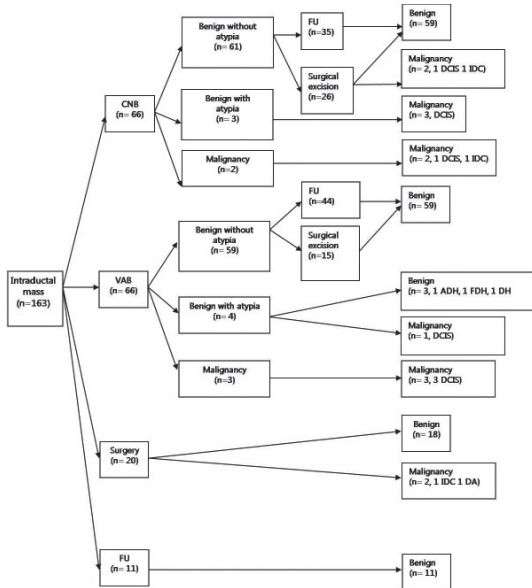 Intraductal
mass
(n=163)
CNB
(n= 66)
Benign without
atypia
(n= 61)
FU
(n=35)
Surgical
excision
(n=26)
Benign
(n= 59)
Malignancy
(n= 2, 1 DCIS 1 IDC)
Benign with
atypia
(n= 3)
Malignancy
(n= 3, DCIS)
Malignancy
(n=2)
Malignancy
(n= 2, 1 DCIS, 1 IDC)
VAB
(n= 66)
Benign without
atypia
(n= 59)
FU
(n=44)
Surgical
excision
(n=15)
Benign
(n= 59)
Benign with atypia
(n= 4)
Benign
(n= 3, 1 ADH, 1 FDH, 1 DH
Malignancy
(n= 1, DCIS)
Malignancy
(n=3)
Malignancy
(n= 3, 3 DCIS)
Surgery
(n= 20)
Benign
(n= 18)
Malignancy
(n= 2, 1 IDC 1 DA)
FU
(n= 11)
Benign
(n= 11)